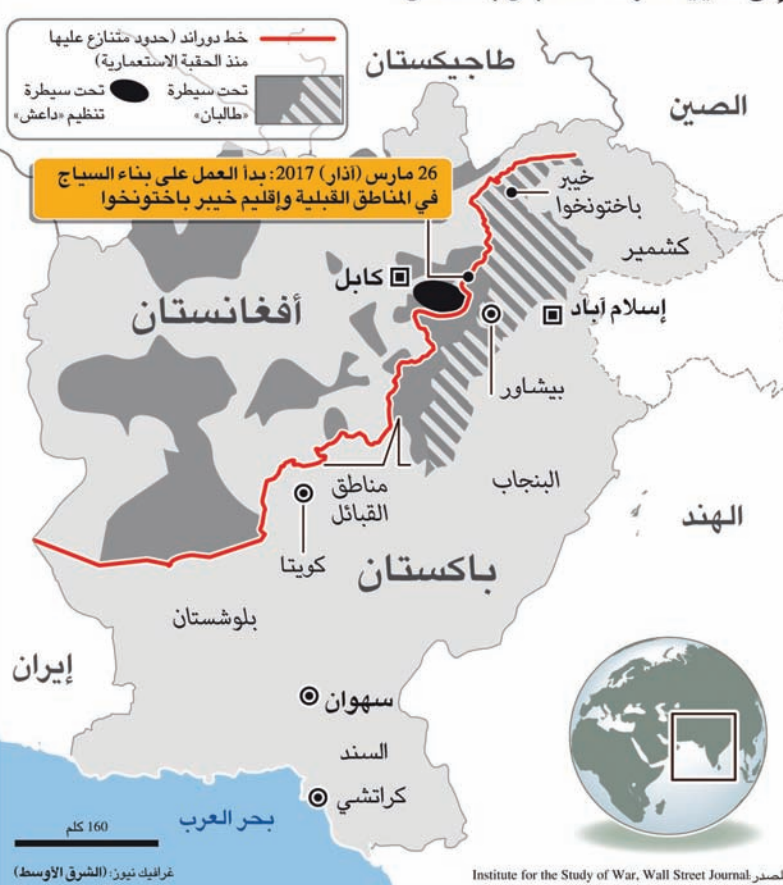 خط دوراند (حدود متنازع عليها
منذ الحقبة الاستعمارية)
تحت سيطرة
«طالبان»
تحت سيطرة
تنظيم «داعش»
طاجيكستان
الصين
26 مارس (آذار) 2017: بدأ العمل على بناء السياج
في المناطق القبلية وإقليم خيبر باختونخوا
خيبر
باختونخوا
كشمير
كابل
أفغانستان
إسلام آباد
بيشاور
البنجاب
مناطق
القبائل
الهند
كويتا
باكستان
بلوشستان
إيران
سهوان
السند
كراتشي
بحر العرب
160 كلم
غرافيك نيوز: (الشرق الأوسط)
المصدر: Institute for the Study of War, Wall Street Journal